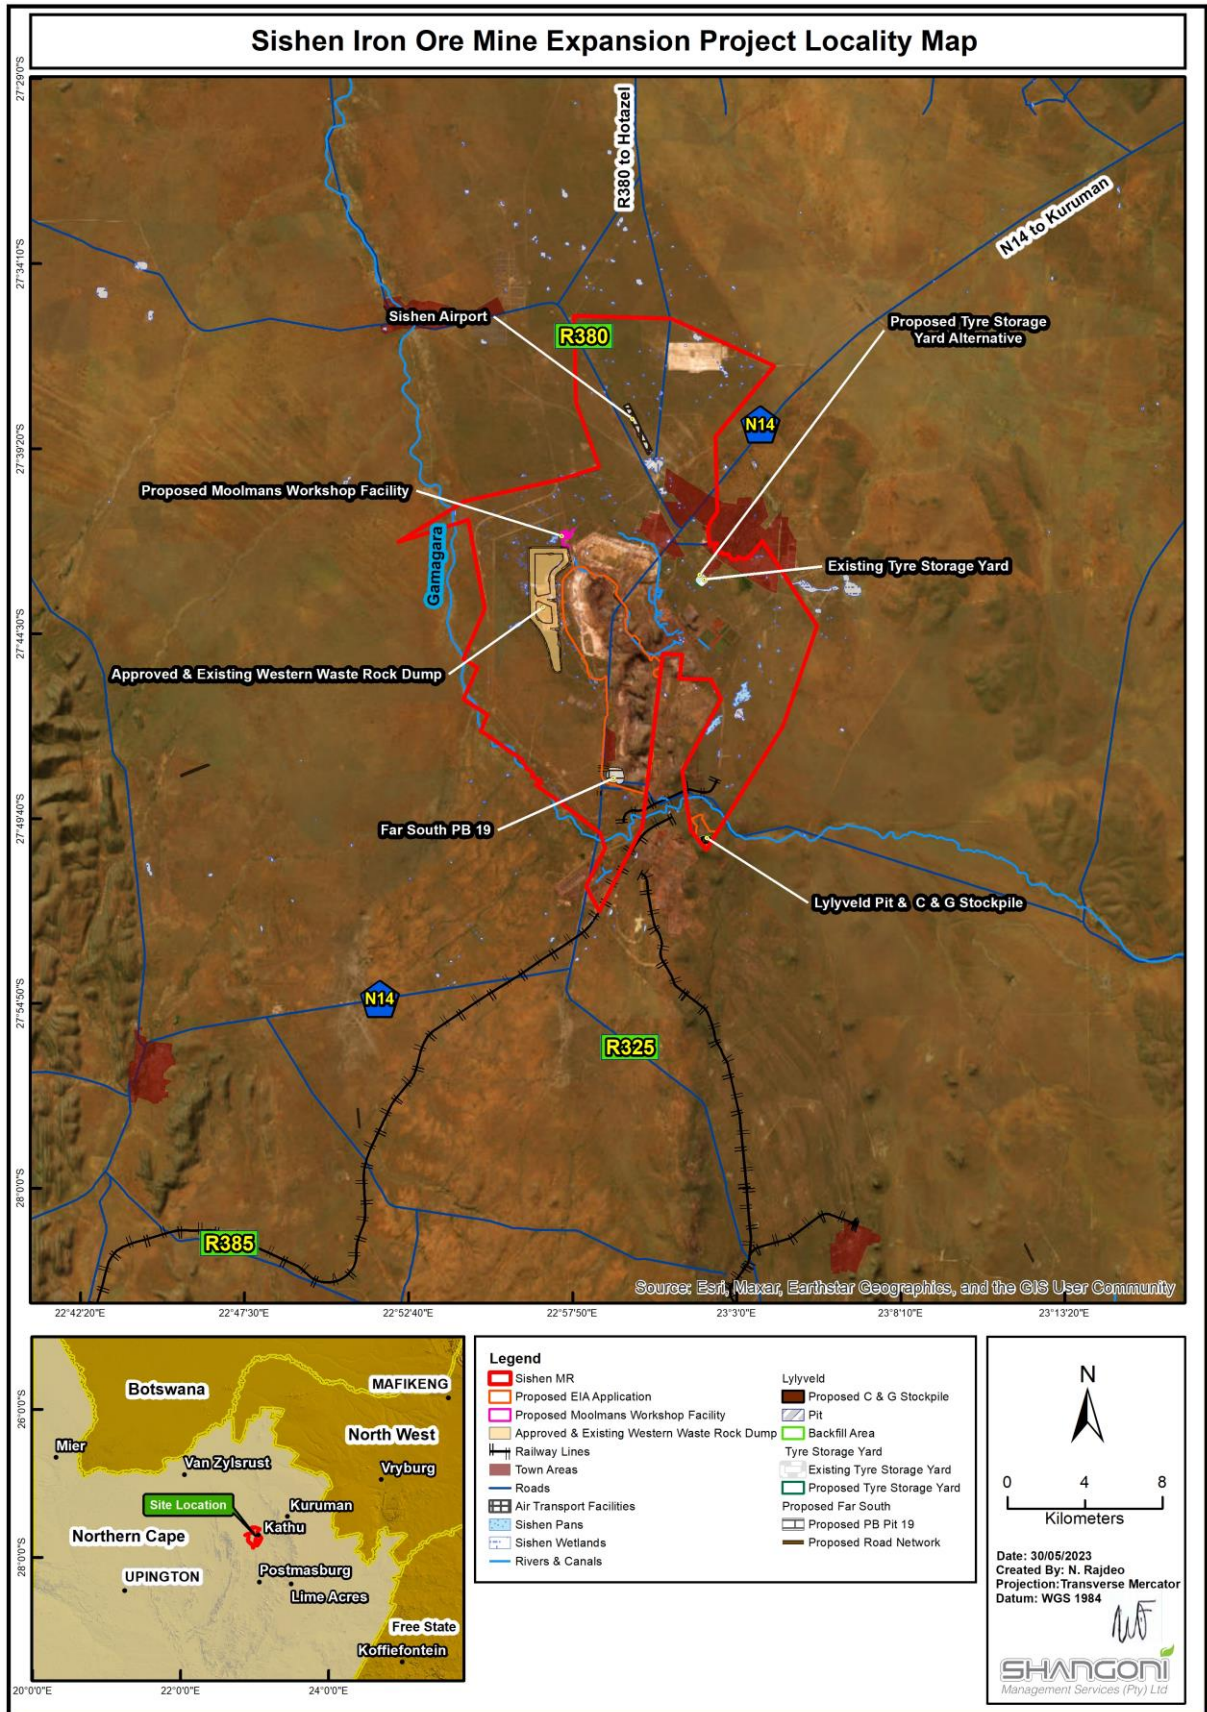 Sishen Iron Ore Mine Expansion Project Locality Map
27°29'0"S
27°34'10"S
27°39'20"S
27°44'30"S
27°49'40"S
27°54'50"S
28°0'0"S
R380 to Hotazel
N14 to Kuruman
Sishen Airport
R380
Proposed Tyre Storage
Yard Alternative
N14
Proposed Moolmans Workshop Facility
Gamagara
Existing Tyre Storage Yard
Approved & Existing Western Waste Rock Dump
Far South PB 19
Lylyveld Pit & C & G Stockpile
N14
R325
R385
Source: Esri, Maxar, Earthstar Geographics, and the GIS User Community
22°42'20"E
22°47'30"E
22°52'40"E
22°57'50"E
23°3'0"E
23°8'10"E
23°13'20"E
Botswana
MAFIKENG
North West
Mier
Van Zylsrust
Vryburg
Site Location
Kuruman
Kathu
Northern Cape
UPINGTON
Postmasburg
Lime Acres
Free State
Koffiefontein
26°0'0"S
28°0'0"S
20°0'0"E
22°0'0"E
24°0'0"E
Legend
Sishen MR
Proposed EIA Application
Proposed Moolmans Workshop Facility
Approved & Existing Western Waste Rock Dump
Railway Lines
Town Areas
Roads
Air Transport Facilities
Sishen Pans
Sishen Wetlands
Rivers & Canals
Lylyveld
Proposed C & G Stockpile
Pit
Backfill Area
Tyre Storage Yard
Existing Tyre Storage Yard
Proposed Tyre Storage Yard
Proposed Far South
Proposed PB Pit 19
Proposed Road Network
N
0 4 8
Kilometers
Date: 30/05/2023
Created By: N. Rajdeo
Projection:Transverse Mercator
Datum: WGS 1984
SHANGONI
Management Services (Pty) Ltd